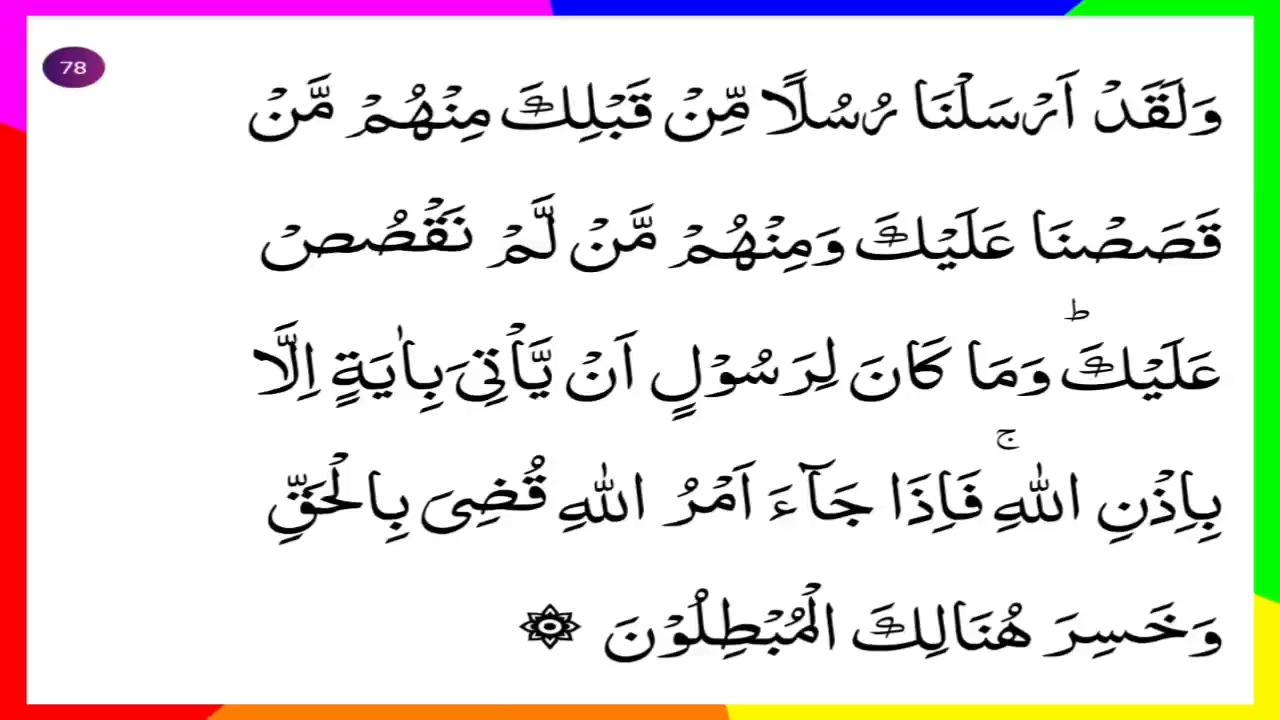 78
وَلَقَدْ اَرْسَلْنَا رُسُلًا مِّنْ قَبْلِكَ مِنْهُمْ مَّنْ
قَصَصْنَا عَلَيْكَ وَمِنْهُمْ مَّنْ لَّمْ نَقْصُصْ
عَلَيْكَ ؕ وَمَا كَانَ لِرَسُوْلٍ اَنْ يَّاْتِىَ بِاٰيَةٍ اِلَّا
بِاِذْنِ اللّٰهِ ۚ فَاِذَا جَآءَ اَمْرُ اللّٰهِ قُضِىَ بِالْحَقِّ
وَخَسِرَ هُنَالِكَ الْمُبْطِلُوْنَ ۞